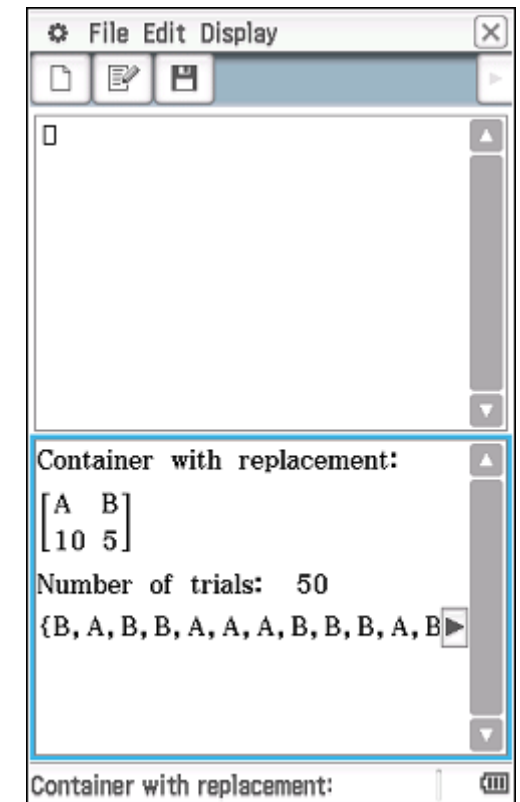 File Edit Display
Container with replacement:
[A B]
[10 5]
Number of trials: 50
{B, A, B, B, A, A, A, B, B, B, A, B
Container with replacement: